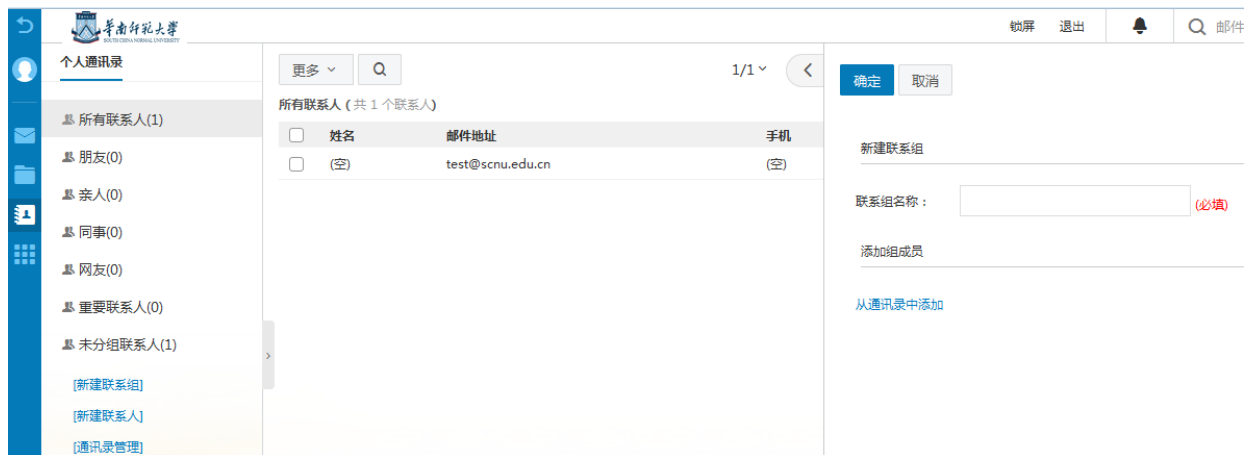 华南师范大学
SOUTH CHINA NORMAL UNIVERSITY
锁屏 退出 邮件
个人通讯录
所有联系人(1)
朋友(0)
亲人(0)
同事(0)
网友(0)
重要联系人(0)
未分组联系人(1)
[新建联系组]
[新建联系人]
[通讯录管理]
更多
1/1
所有联系人 ( 共 1 个联系人)
姓名 邮件地址 手机
(空) test@scnu.edu.cn (空)
确定 取消
新建联系组
联系组名称： (必填)
添加组成员
从通讯录中添加